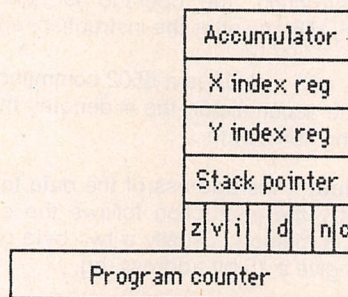 Accumulator
X index reg
Y index reg
Stack pointer
z v i d n c
Program counter